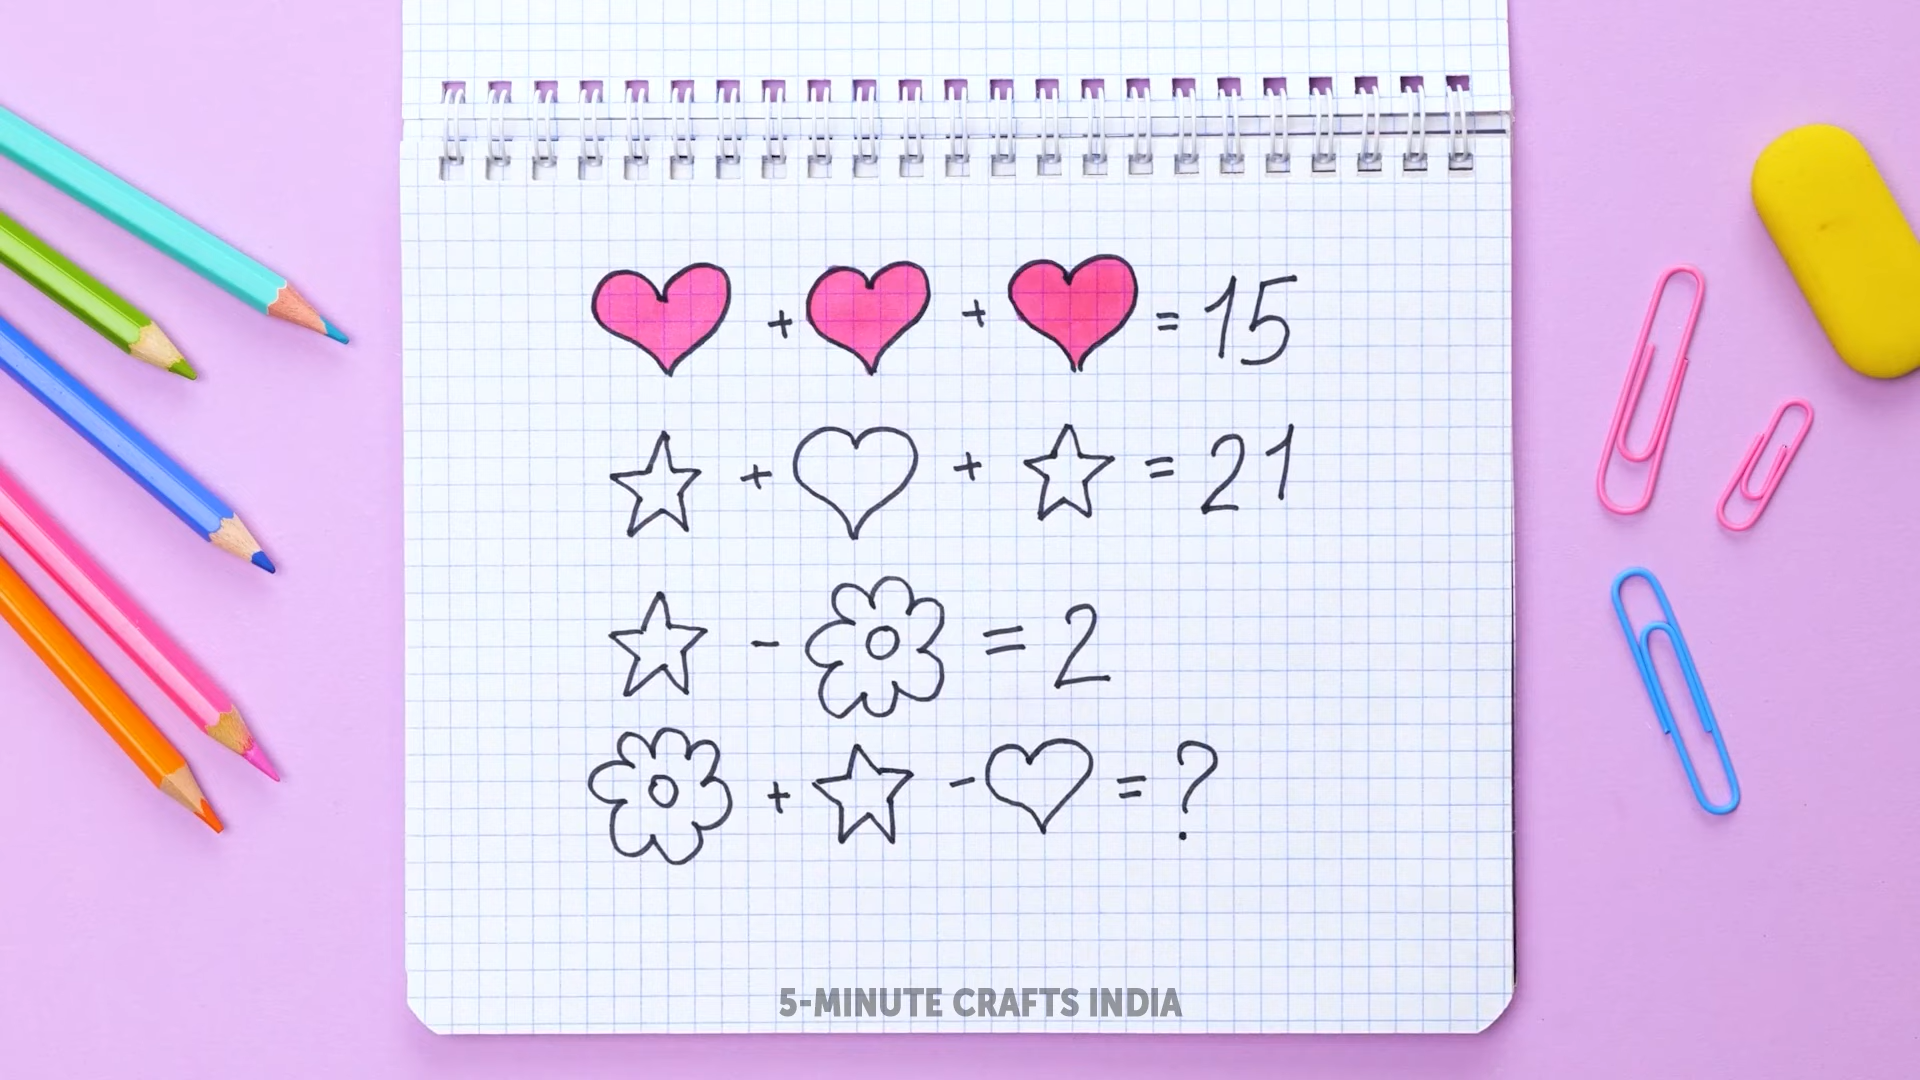 + + = 15
+ + = 21
- = 2
+ - = ?
5-MINUTE CRAFTS INDIA